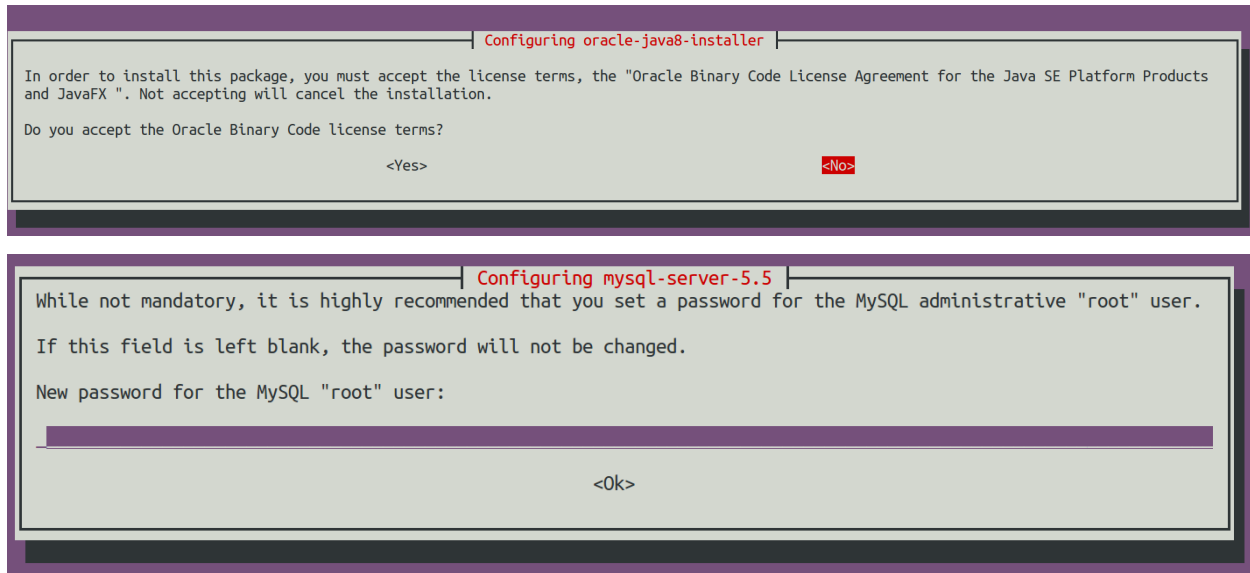 Configuring oracle-java8-installer
In order to install this package, you must accept the license terms, the "Oracle Binary Code License Agreement for the Java SE Platform Products
and JavaFX ". Not accepting will cancel the installation.
Do you accept the Oracle Binary Code license terms?
<Yes> <No>
Configuring mysql-server-5.5
While not mandatory, it is highly recommended that you set a password for the MySQL administrative "root" user.
If this field is left blank, the password will not be changed.
New password for the MySQL "root" user:
<Ok>